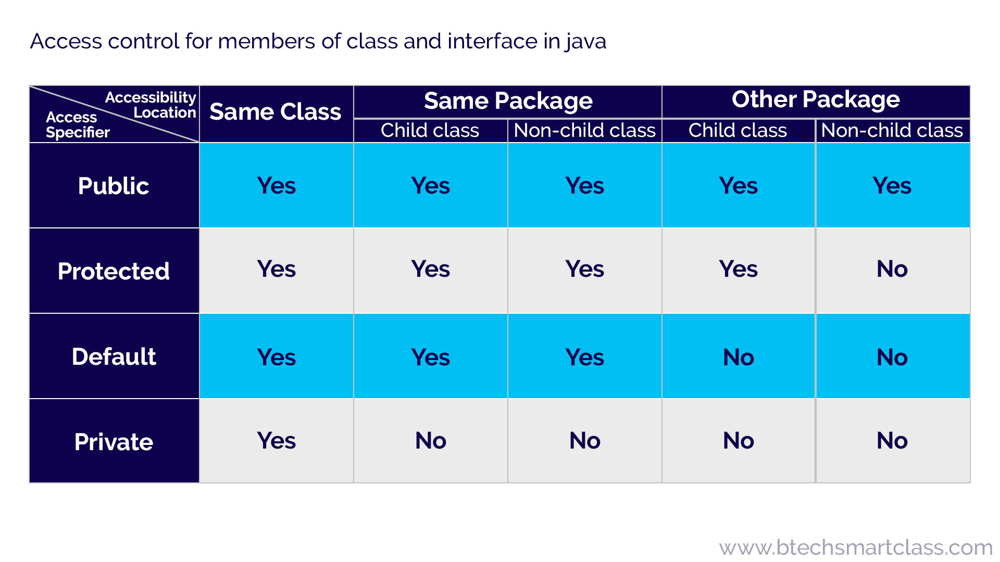 Access control for members of class and interface in java
Accessibility
Location
Access
Specifier
Same Class
Same Package
Other Package
Child class
Non-child class
Child class
Non-child class
Public
Yes
Yes
Yes
Yes
Yes
Protected
Yes
Yes
Yes
Yes
No
Default
Yes
Yes
Yes
No
No
Private
Yes
No
No
No
No
www.btechsmartclass.com